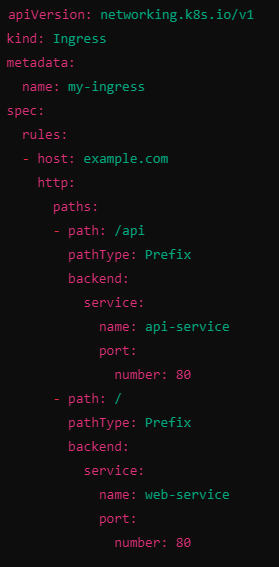 apiVersion: networking.k8s.io/v1
kind: Ingress
metadata:
  name: my-ingress
spec:
  rules:
  - host: example.com
    http:
      paths:
      - path: /api
        pathType: Prefix
        backend:
          service:
            name: api-service
            port:
              number: 80
      - path: /
        pathType: Prefix
        backend:
          service:
            name: web-service
            port:
              number: 80